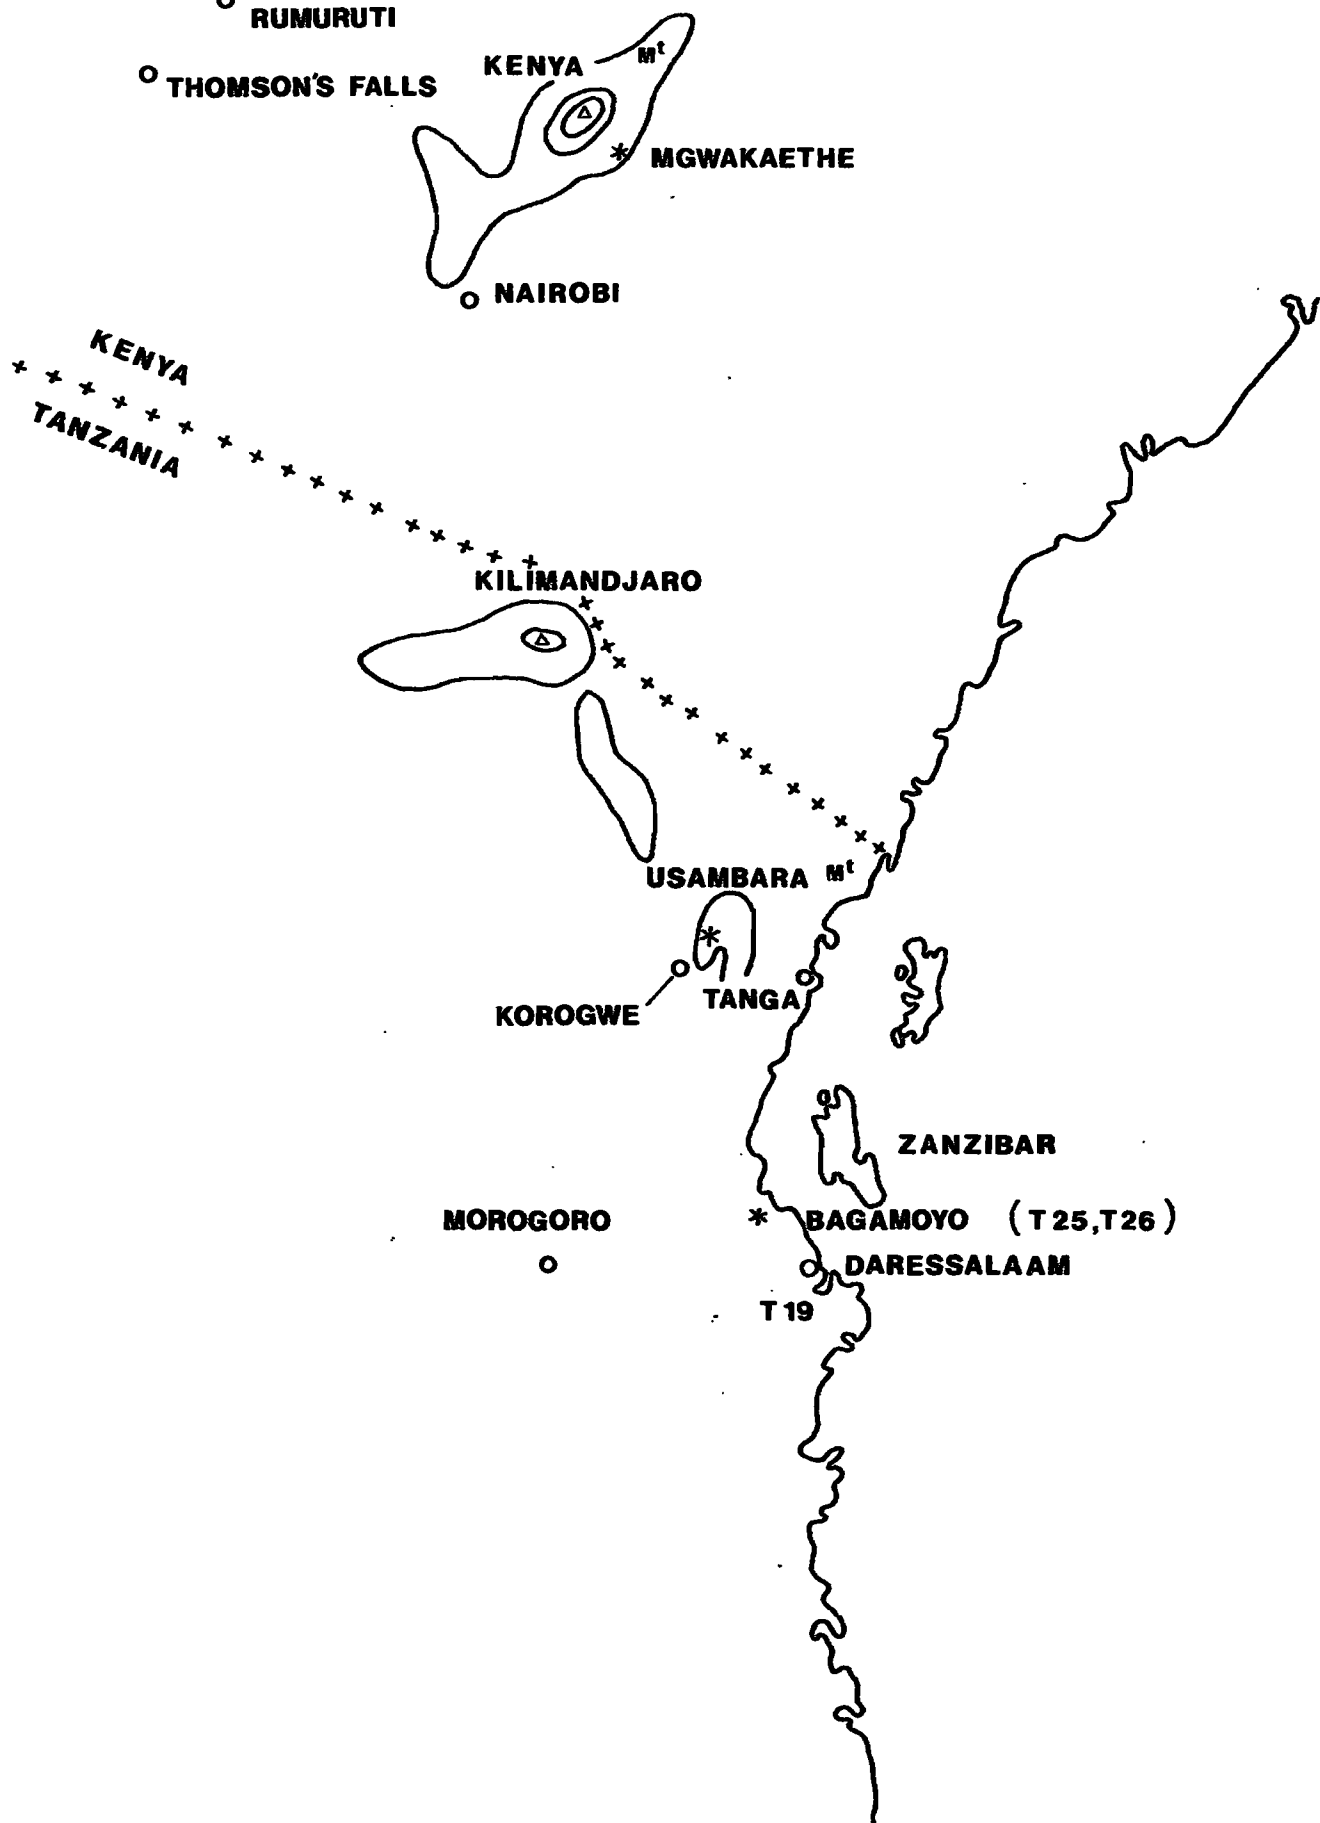 RUMURUTI
KENYA Mt
THOMSON'S FALLS
MGWAKAETHE
NAIROBI
KENYA
TANZANIA
KILIMANDJARO
USAMBARA Mt
TANGA
KOROGWE
ZANZIBAR
MOROGORO
BAGAMOYO (T25,T26)
DARESSALAAM
T19